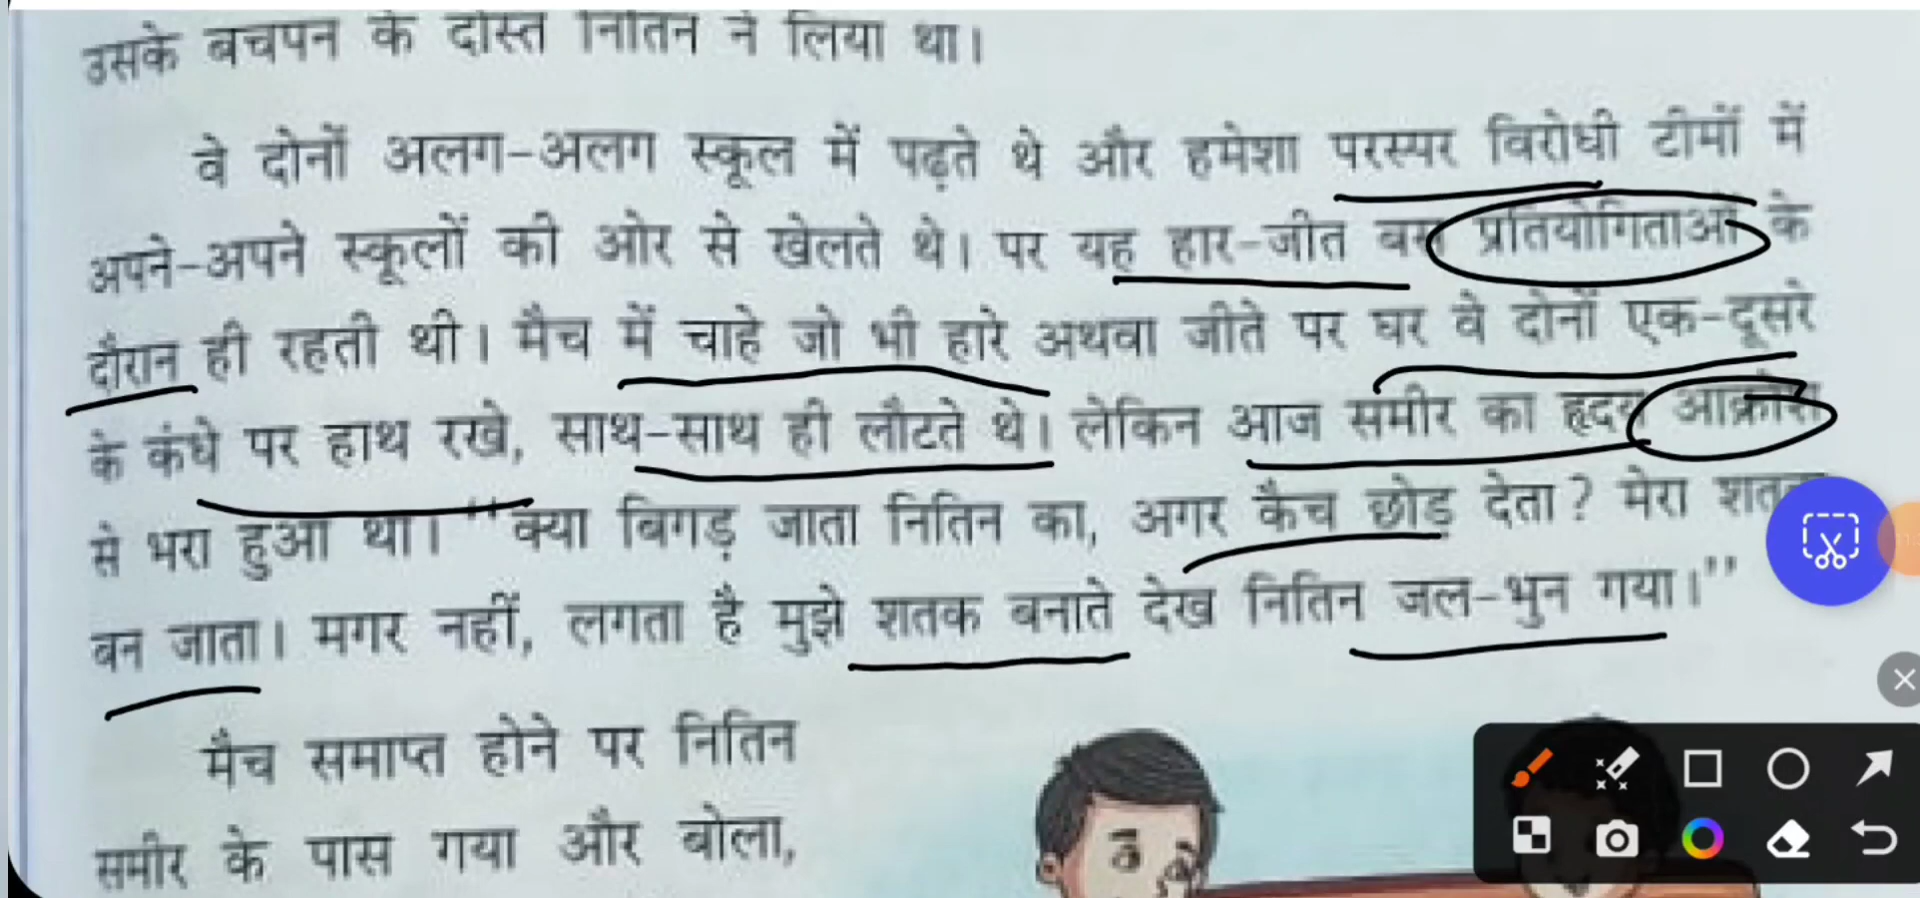 उसके बचपन के दोस्त नितिन ने लिया था।
वे दोनों अलग-अलग स्कूल में पढ़ते थे और हमेशा परस्पर विरोधी टीमों में
अपने-अपने स्कूलों की ओर से खेलते थे। पर यह हार-जीत बस प्रतियोगिताओं के
दौरान ही रहती थी। मैच में चाहे जो भी हारे अथवा जीते पर घर वे दोनों एक-दूसरे
के कंधे पर हाथ रखे, साथ-साथ ही लौटते थे। लेकिन आज समीर का हृदय आक्रोश
से भरा हुआ था। "क्या बिगड़ जाता नितिन का, अगर कैच छोड़ देता? मेरा शतक
बन जाता। मगर नहीं, लगता है मुझे शतक बनाते देख नितिन जल-भुन गया।"
मैच समाप्त होने पर नितिन
समीर के पास गया और बोला,